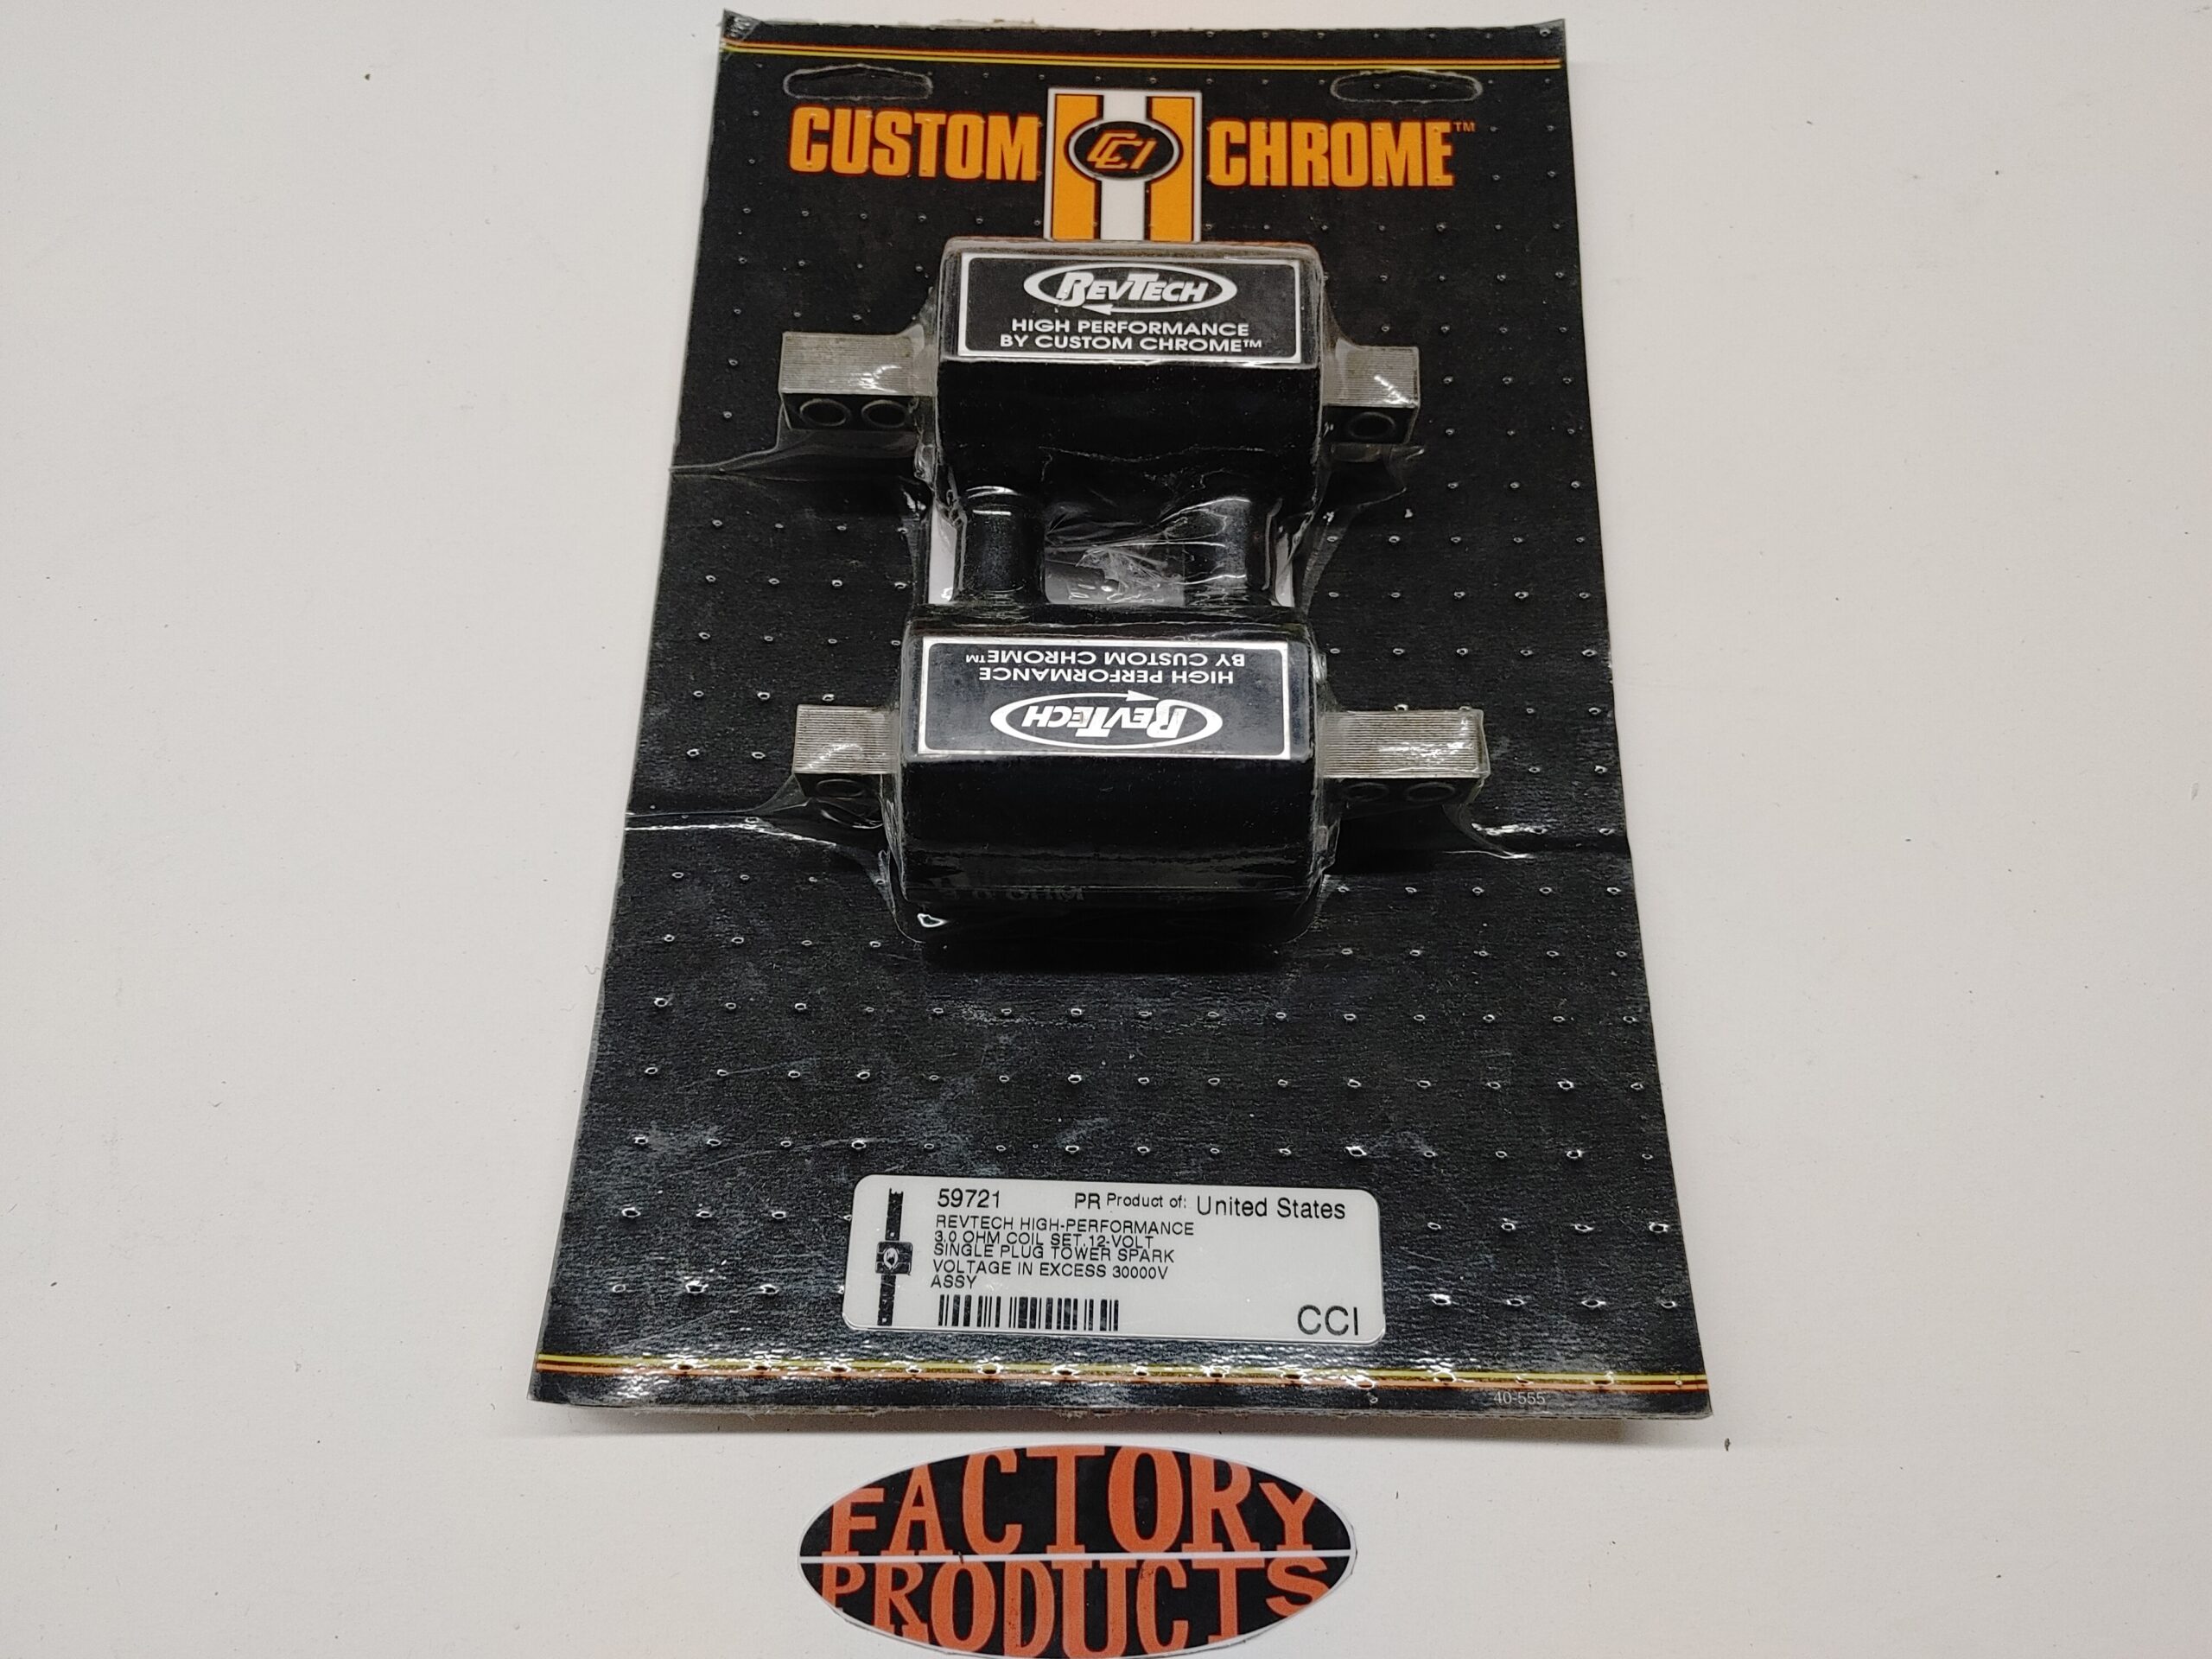 CUSTOM CCI CHROME™
REVTECH
HIGH PERFORMANCE
BY CUSTOM CHROME™
REVTECH
HIGH PERFORMANCE
BY CUSTOM CHROME™
OHM
59721 PR Product of: United States
REVTECH HIGH-PERFORMANCE
3.0 OHM COIL SET,12-VOLT
SINGLE PLUG TOWER SPARK
VOLTAGE IN EXCESS 30000V
ASSY
CCI
40-555
FACTORY
PRODUCTS